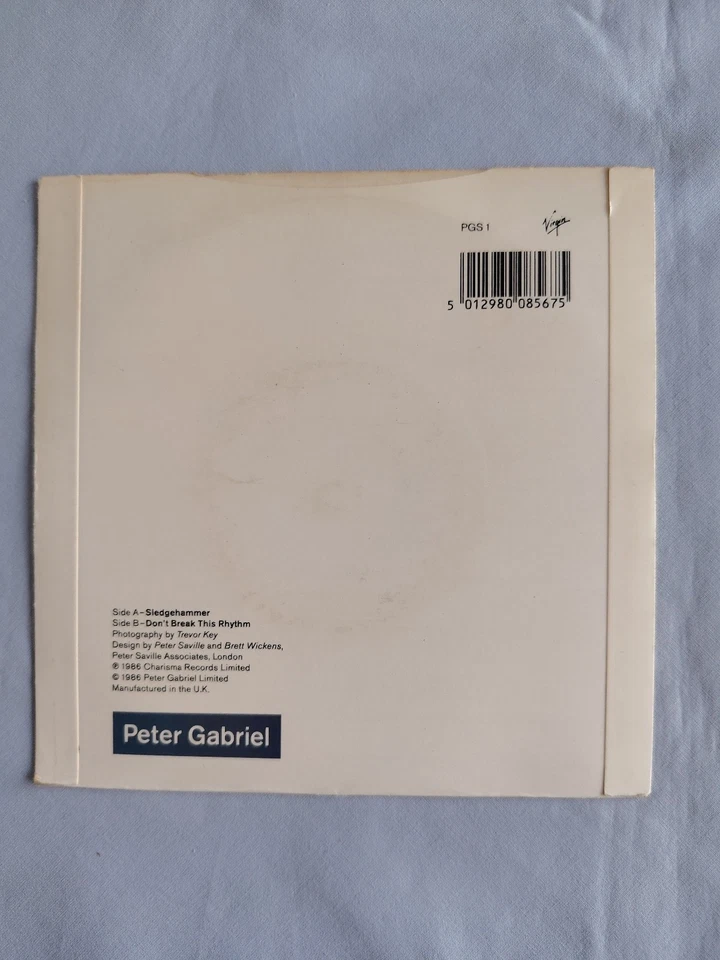 PGS 1 Virgin
5 012980 085675
Side A–Sledgehammer
Side B–Don't Break This Rhythm
Photography by Trevor Key
Design by Peter Saville and Brett Wickens,
Peter Saville Associates, London
℗ 1986 Charisma Records Limited
© 1986 Peter Gabriel Limited
Manufactured in the U.K.
Peter Gabriel